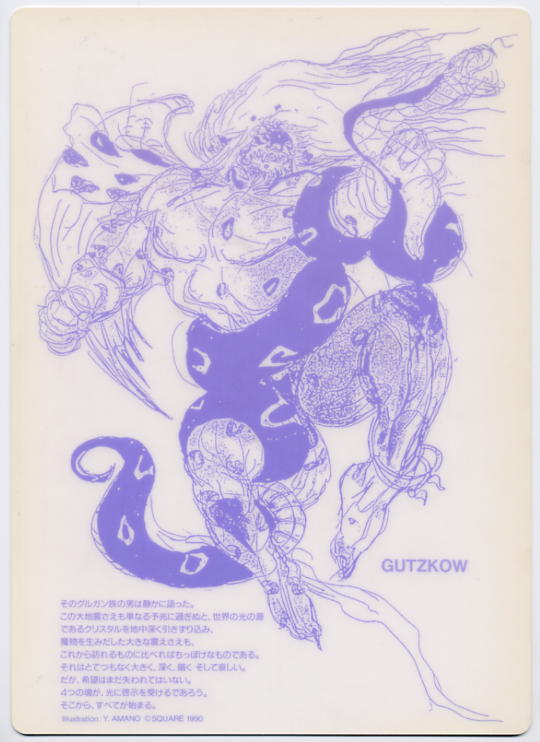 GUTZKOW
そのグルガン族の男は静かに語った。
この大地震さえも単なる予兆に過ぎぬと、世界の光の源
であるクリスタルを地中深く引きずり込み、
魔物を生みだした大きな震えさえも、
これから訪れるものに比べればちっぽけなものである。
それはとてつもなく大きく、深く、暗く そして哀しい。
だが、希望はまだ失われてはいない。
4つの魂が、光に啓示を受けるであろう。
そこから、すべてが始まる。
Illustration: Y. AMANO ©SQUARE 1990